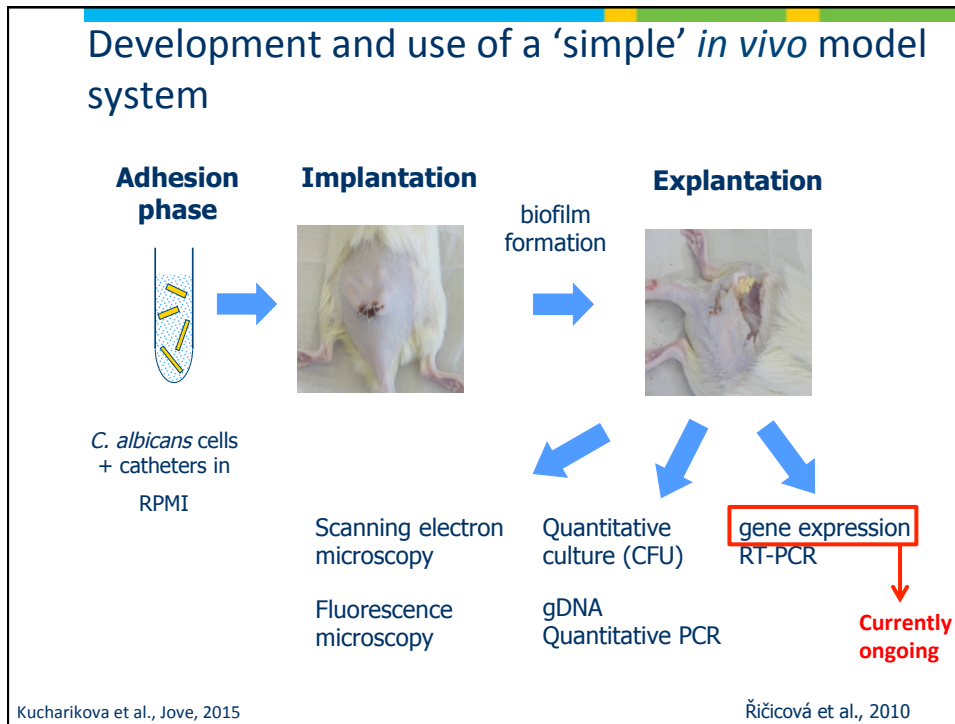 Development and use of a ‘simple’ in vivo model
system
Adhesion
phase
Implantation
biofilm
formation
Explantation
C. albicans cells
+ catheters in
RPMI
Scanning electron
microscopy
Fluorescence
microscopy
Quantitative
culture (CFU)
gDNA
Quantitative PCR
gene expression
RT-PCR
Currently
ongoing
Kucharikova et al., Jove, 2015
Řičicová et al., 2010